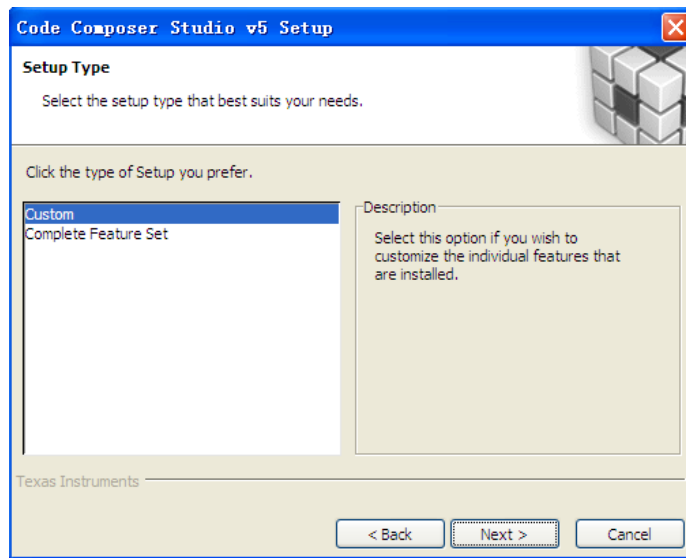 Code Composer Studio v5 Setup
Setup Type
Select the setup type that best suits your needs.
Click the type of Setup you prefer.
Custom
Complete Feature Set
Description
Select this option if you wish to
customize the individual features that
are installed.
Texas Instruments
< Back
Next >
Cancel